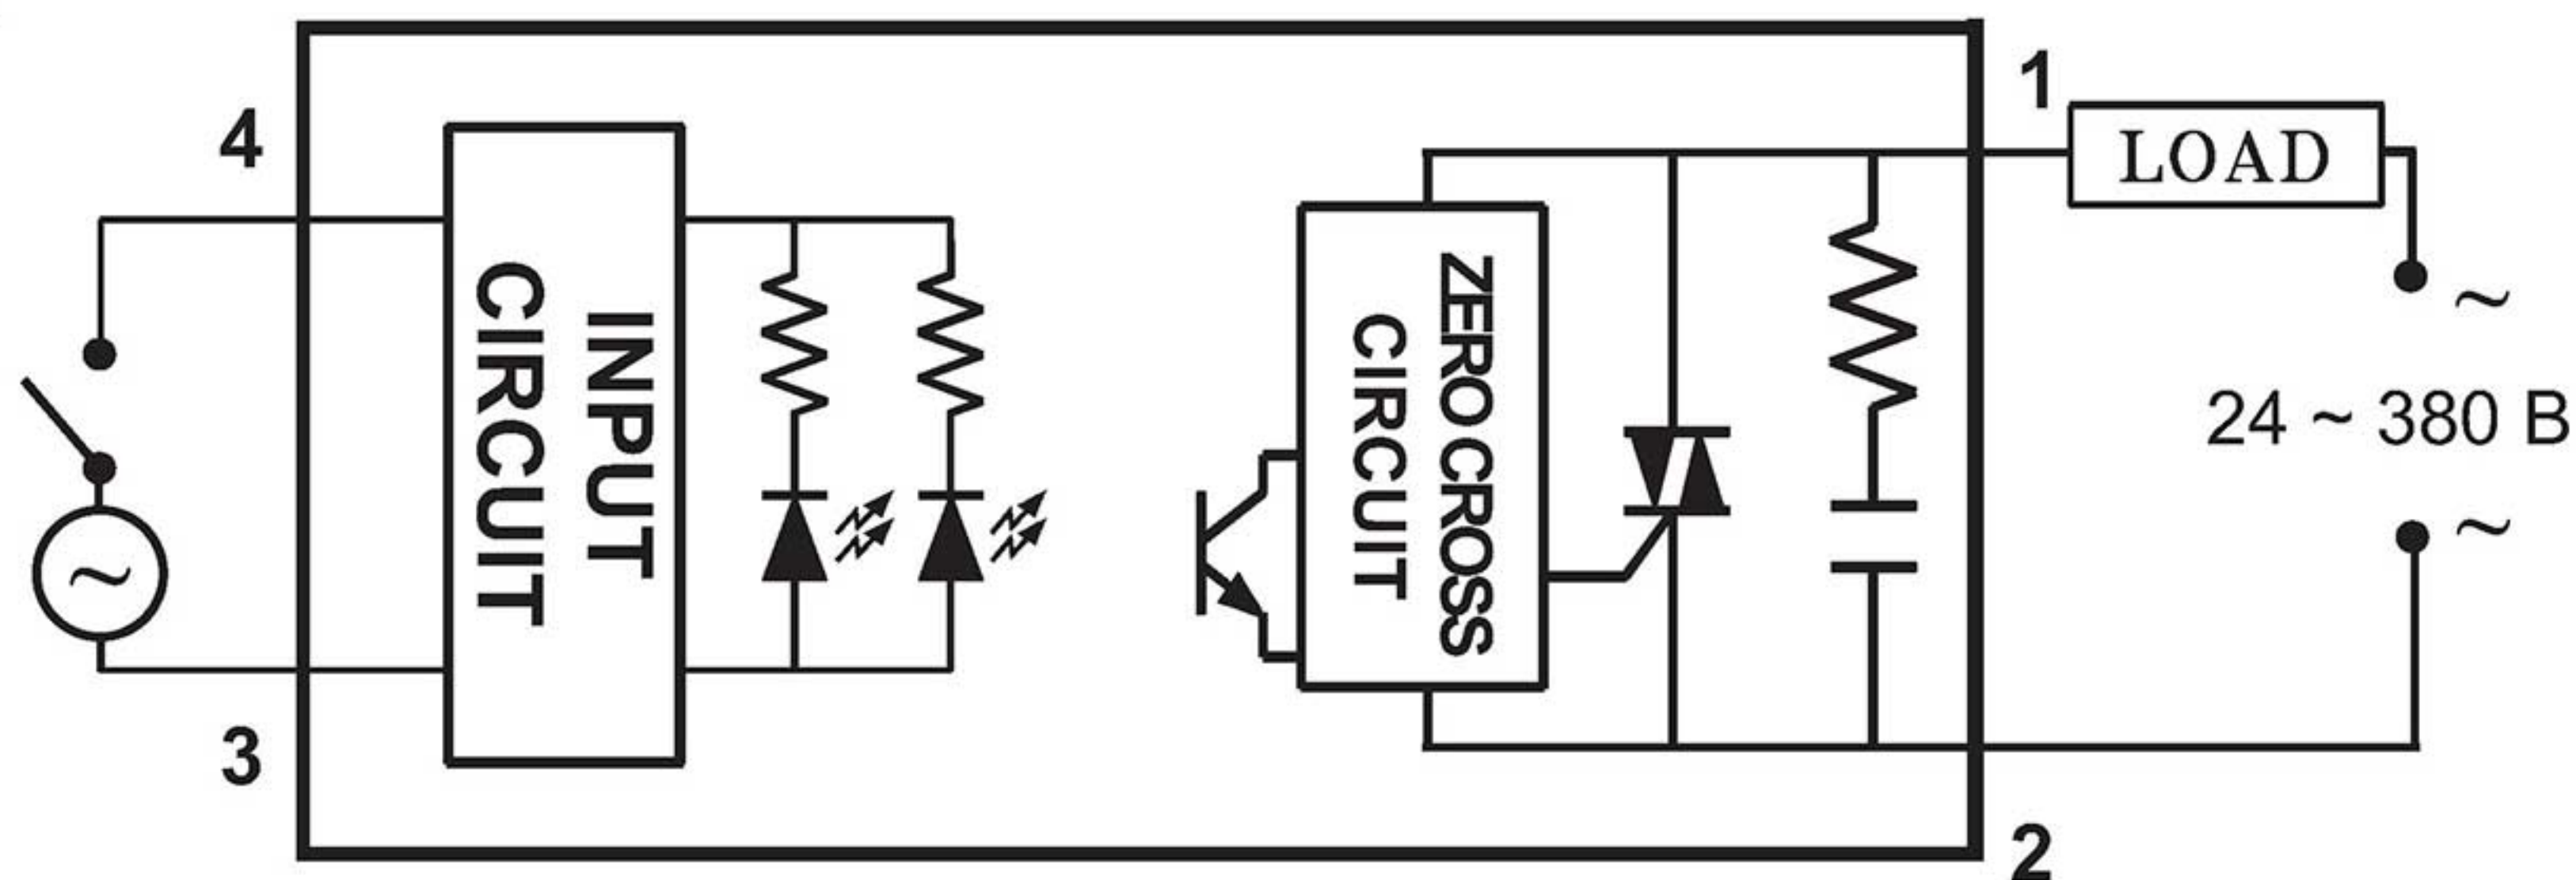 4
3
INPUT
CIRCUIT
ZERO CROSS
CIRCUIT
1
LOAD
~
24 ~ 380 В
~
2
~